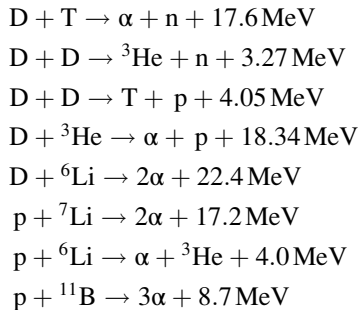 D + T → α + n + 17.6 MeV
D + D → ³He + n + 3.27 MeV
D + D → T + p + 4.05 MeV
D + ³He → α + p + 18.34 MeV
D + ⁶Li → 2α + 22.4 MeV
p + ⁷Li → 2α + 17.2 MeV
p + ⁶Li → α + ³He + 4.0 MeV
p + ¹¹B → 3α + 8.7 MeV